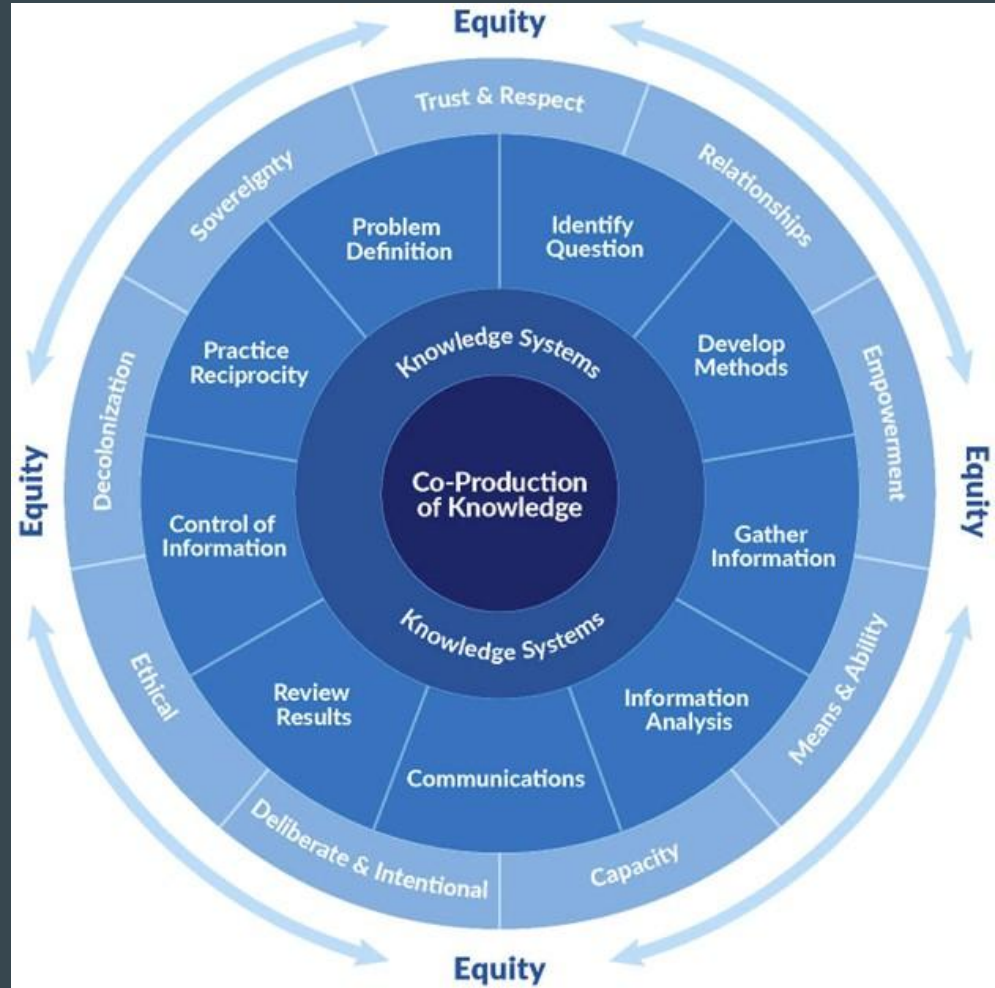 Equity
Trust & Respect
Relationships
Empowerment
Means & Ability
Capacity
Deliberate & Intentional
Ethical
Decolonization
Sovereignty
Problem
Definition
Identify
Question
Develop
Methods
Gather
Information
Information
Analysis
Communications
Review
Results
Control of
Information
Practice
Reciprocity
Knowledge Systems
Co-Production
of Knowledge
Knowledge Systems
Equity
Equity
Equity